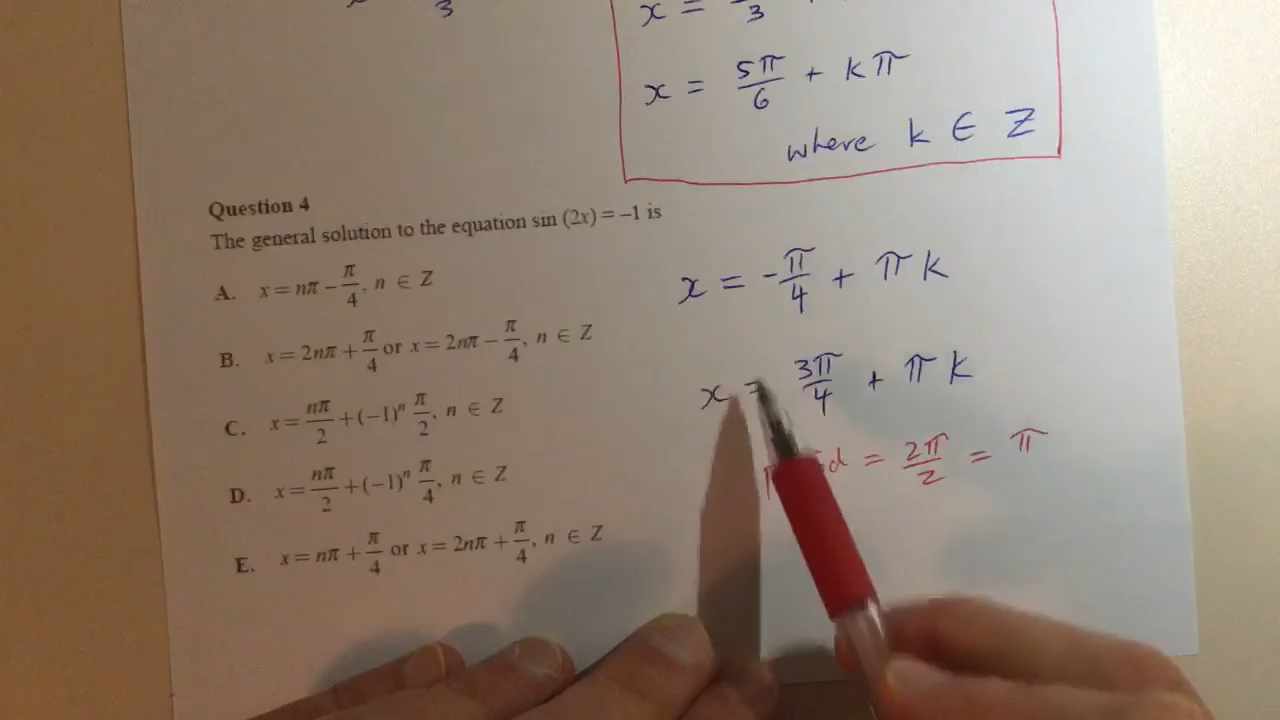 3
x = 3
x = 5π/6 + kπ
where k ∈ Z
Question 4
The general solution to the equation sin (2x) = –1 is
A. x = nπ – π/4, n ∈ Z
B. x = 2nπ + π/4 or x = 2nπ – π/4, n ∈ Z
C. x = nπ/2 + (–1)ⁿ π/2, n ∈ Z
D. x = nπ/2 + (–1)ⁿ π/4, n ∈ Z
E. x = nπ + π/4 or x = 2nπ + π/4, n ∈ Z
x = -π/4 + π k
x = 3π/4 + π k
= 2π/2 = π